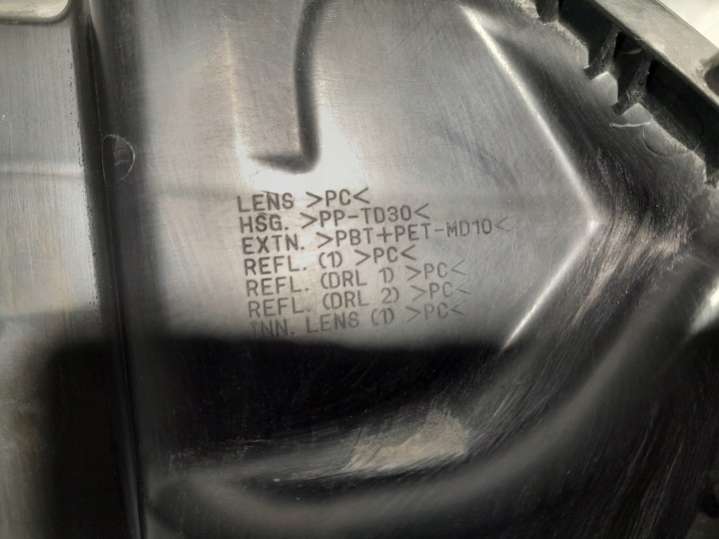 LENS >PC<
HSG. >PP-TD30<
EXTN. >PBT+PET-MD10<
REFL. (1) >PC<
REFL. (DRL 1) >PC<
REFL. (DRL 2) >PC<
INN. LENS (1) >PC<